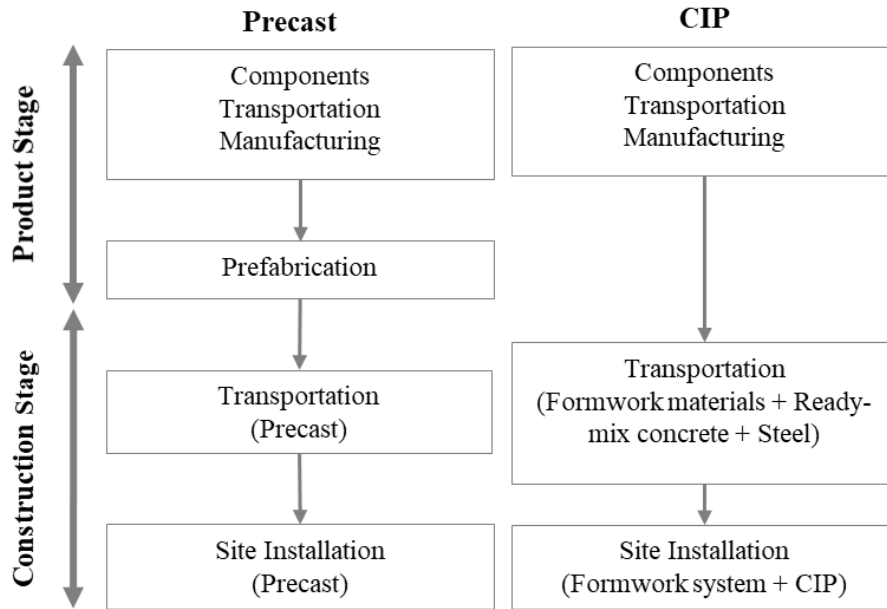 Precast
CIP
Product Stage
Components
Transportation
Manufacturing
Components
Transportation
Manufacturing
Prefabrication
Construction Stage
Transportation
(Precast)
Transportation
(Formwork materials + Ready-
mix concrete + Steel)
Site Installation
(Precast)
Site Installation
(Formwork system + CIP)